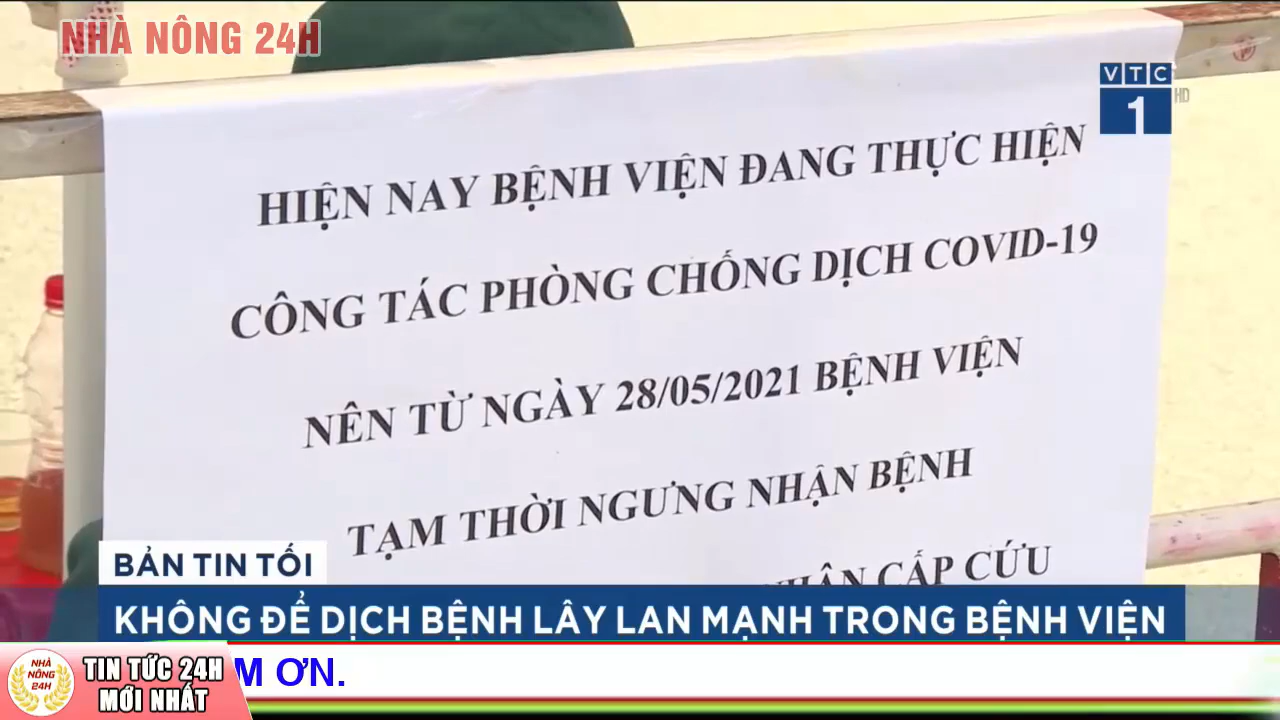 NHÀ NÔNG 24H
VTC
1
HD
HIỆN NAY BỆNH VIỆN ĐANG THỰC HIỆN
CÔNG TÁC PHÒNG CHỐNG DỊCH COVID-19
NÊN TỪ NGÀY 28/05/2021 BỆNH VIỆN
TẠM THỜI NGƯNG NHẬN BỆNH
CẤP CỨU
BẢN TIN TỐI
KHÔNG ĐỂ DỊCH BỆNH LÂY LAN MẠNH TRONG BỆNH VIỆN
NHÀ
NÔNG
24H
TIN TỨC 24H
MỚI NHẤT
M ƠN.